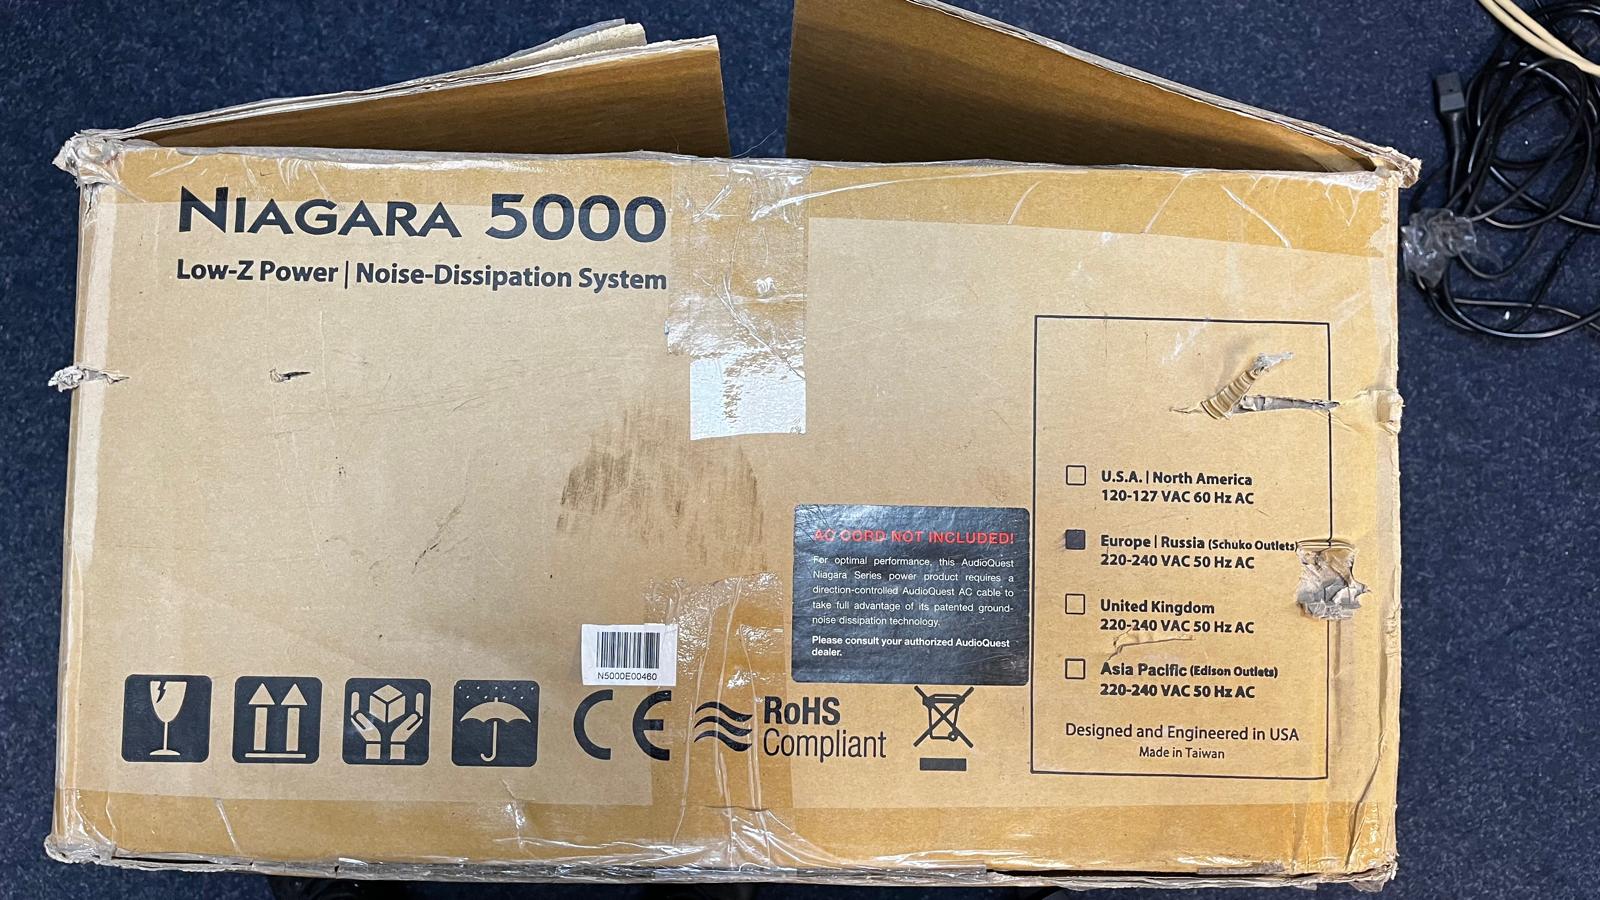 NIAGARA 5000
Low-Z Power | Noise-Dissipation System
U.S.A. | North America
120-127 VAC 60 Hz AC
Europe | Russia (Schuko Outlets)
220-240 VAC 50 Hz AC
United Kingdom
220-240 VAC 50 Hz AC
Asia Pacific (Edison Outlets)
220-240 VAC 50 Hz AC
Designed and Engineered in USA
Made in Taiwan
AC CORD NOT INCLUDED!
For optimal performance, this AudioQuest
Niagara Series power product requires a
direction-controlled AudioQuest AC cable to
take full advantage of its patented ground-
noise dissipation technology.
Please consult your authorized AudioQuest
dealer.
N5000E00460
CE
RoHS
Compliant